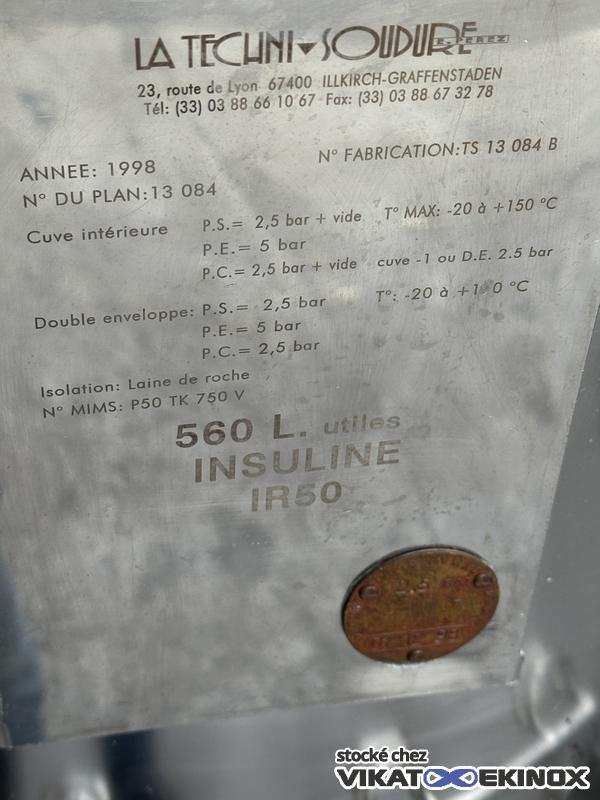 LA TECHNI▾SOUDURE R. PEREZ
23, route de Lyon 67400 ILLKIRCH-GRAFFENSTADEN
Tél: (33) 03 88 66 10 67 Fax: (33) 03 88 67 32 78
ANNEE: 1998
N° FABRICATION:TS 13 084 B
N° DU PLAN:13 084
Cuve intérieure P.S.= 2,5 bar + vide T° MAX: -20 à +150 °C
P.E.= 5 bar
P.C.= 2,5 bar + vide cuve -1 ou D.E. 2.5 bar
Double enveloppe: P.S.= 2,5 bar T°: -20 à °C
P.E.= 5 bar
P.C.= 2,5 bar
Isolation: Laine de roche
N° MIMS: P50 TK 750 V
560 L. utiles
INSULINE
IR50
stocké chez
VIKATOEKINOX